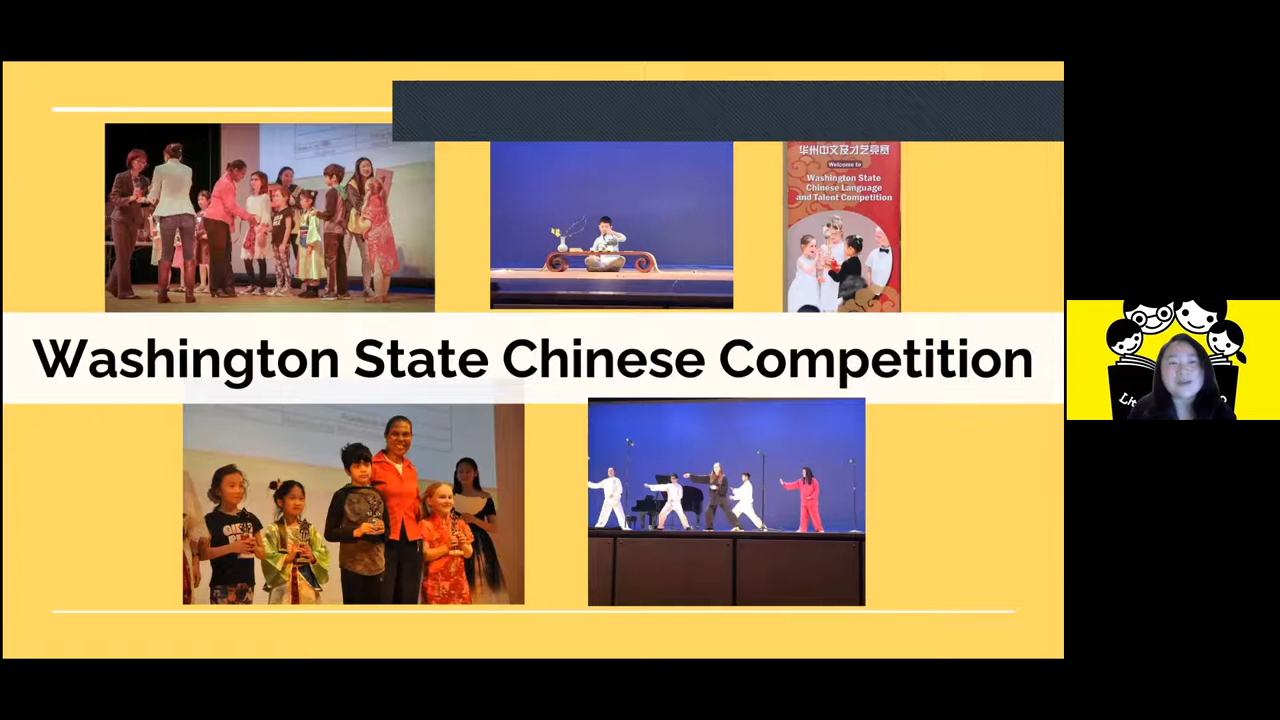 华州中文及才艺竞赛
Welcome to
Washington State
Chinese Language
and Talent Competition
Washington State Chinese Competition
GIRLS